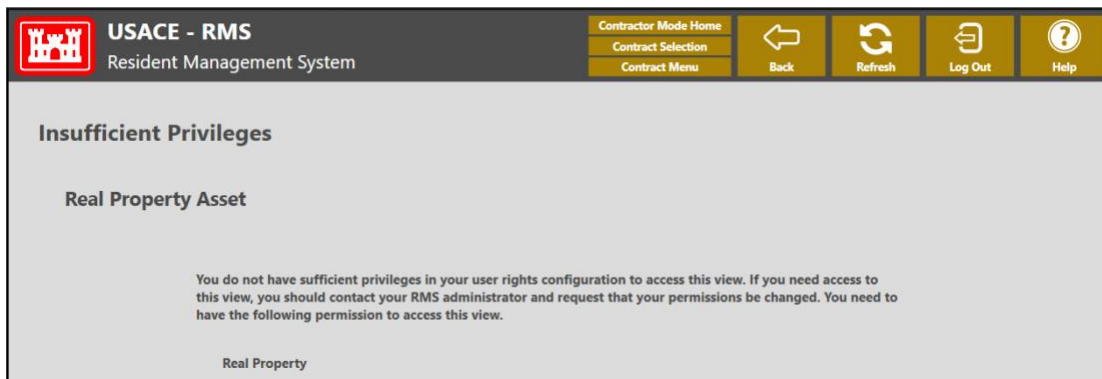 USACE - RMS
Resident Management System
Contractor Mode Home
Contract Selection
Contract Menu
Back
Refresh
Log Out
?
Help
Insufficient Privileges
Real Property Asset
You do not have sufficient privileges in your user rights configuration to access this view. If you need access to
this view, you should contact your RMS administrator and request that your permissions be changed. You need to
have the following permission to access this view.
Real Property